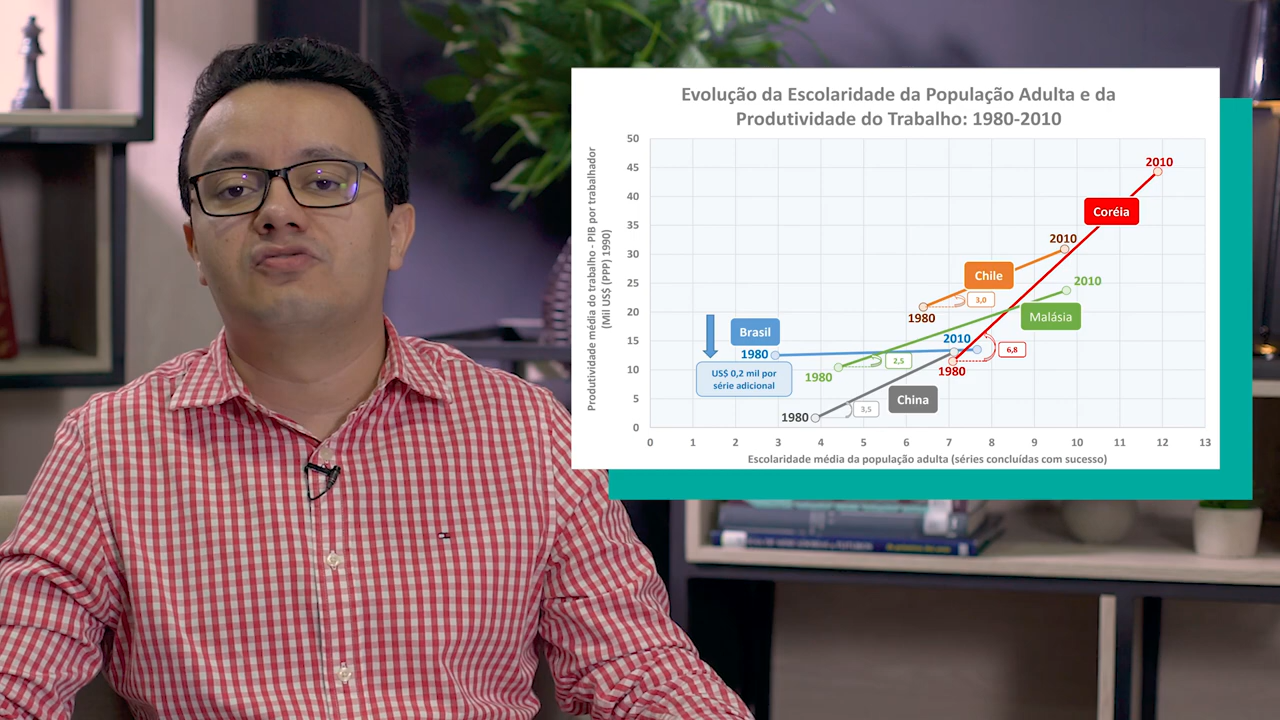 Evolução da Escolaridade da População Adulta e da
Produtividade do Trabalho: 1980-2010
Produtividade média do trabalho - PIB por trabalhador
(Mil US$ (PPP) 1990)
50
45
40
35
30
25
20
15
10
5
0
2010
Coréia
2010
Chile
3,0
1980
2010
Malásia
Brasil
1980
2010
6,8
1980
US$ 0,2 mil por
série adicional
2,5
1980
China
3,5
1980
0 1 2 3 4 5 6 7 8 9 10 11 12 13
Escolaridade média da população adulta (séries concluídas com sucesso)